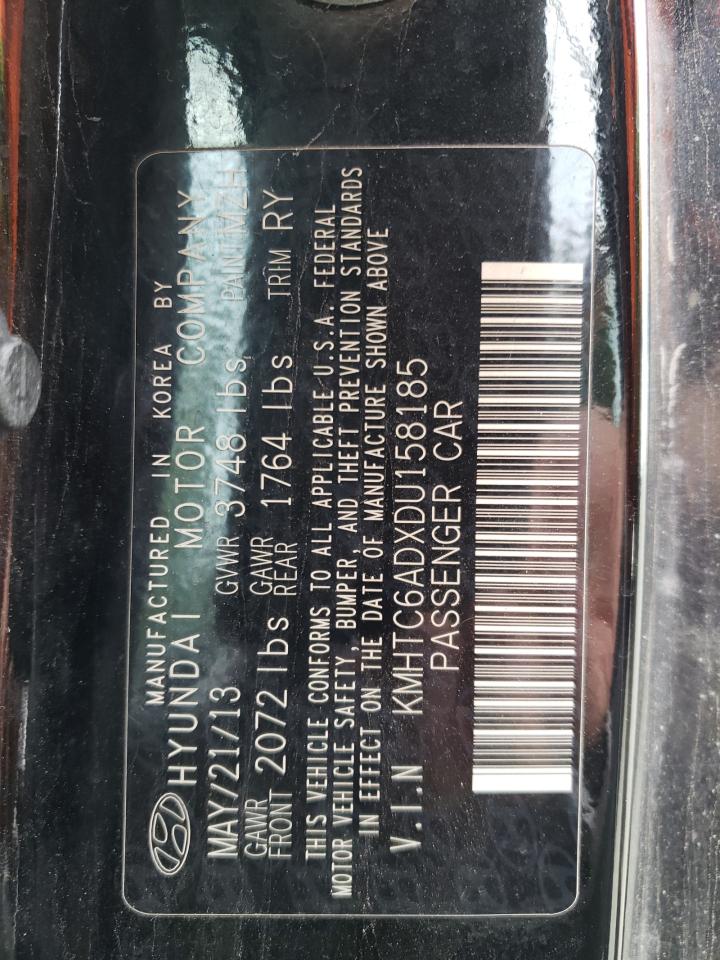 MANUFACTURED IN KOREA BY
HYUNDAI MOTOR COMPANY
MAY/21/13 GVWR 3748 lbs PAINT MZH
GAWR FRONT 2072 lbs GAWR REAR 1764 lbs TRIM RY
THIS VEHICLE CONFORMS TO ALL APPLICABLE U.S.A. FEDERAL
MOTOR VEHICLE SAFETY, BUMPER, AND THEFT PREVENTION STANDARDS
IN EFFECT ON THE DATE OF MANUFACTURE SHOWN ABOVE
V.I.N KMHTC6ADXDU158185
PASSENGER CAR